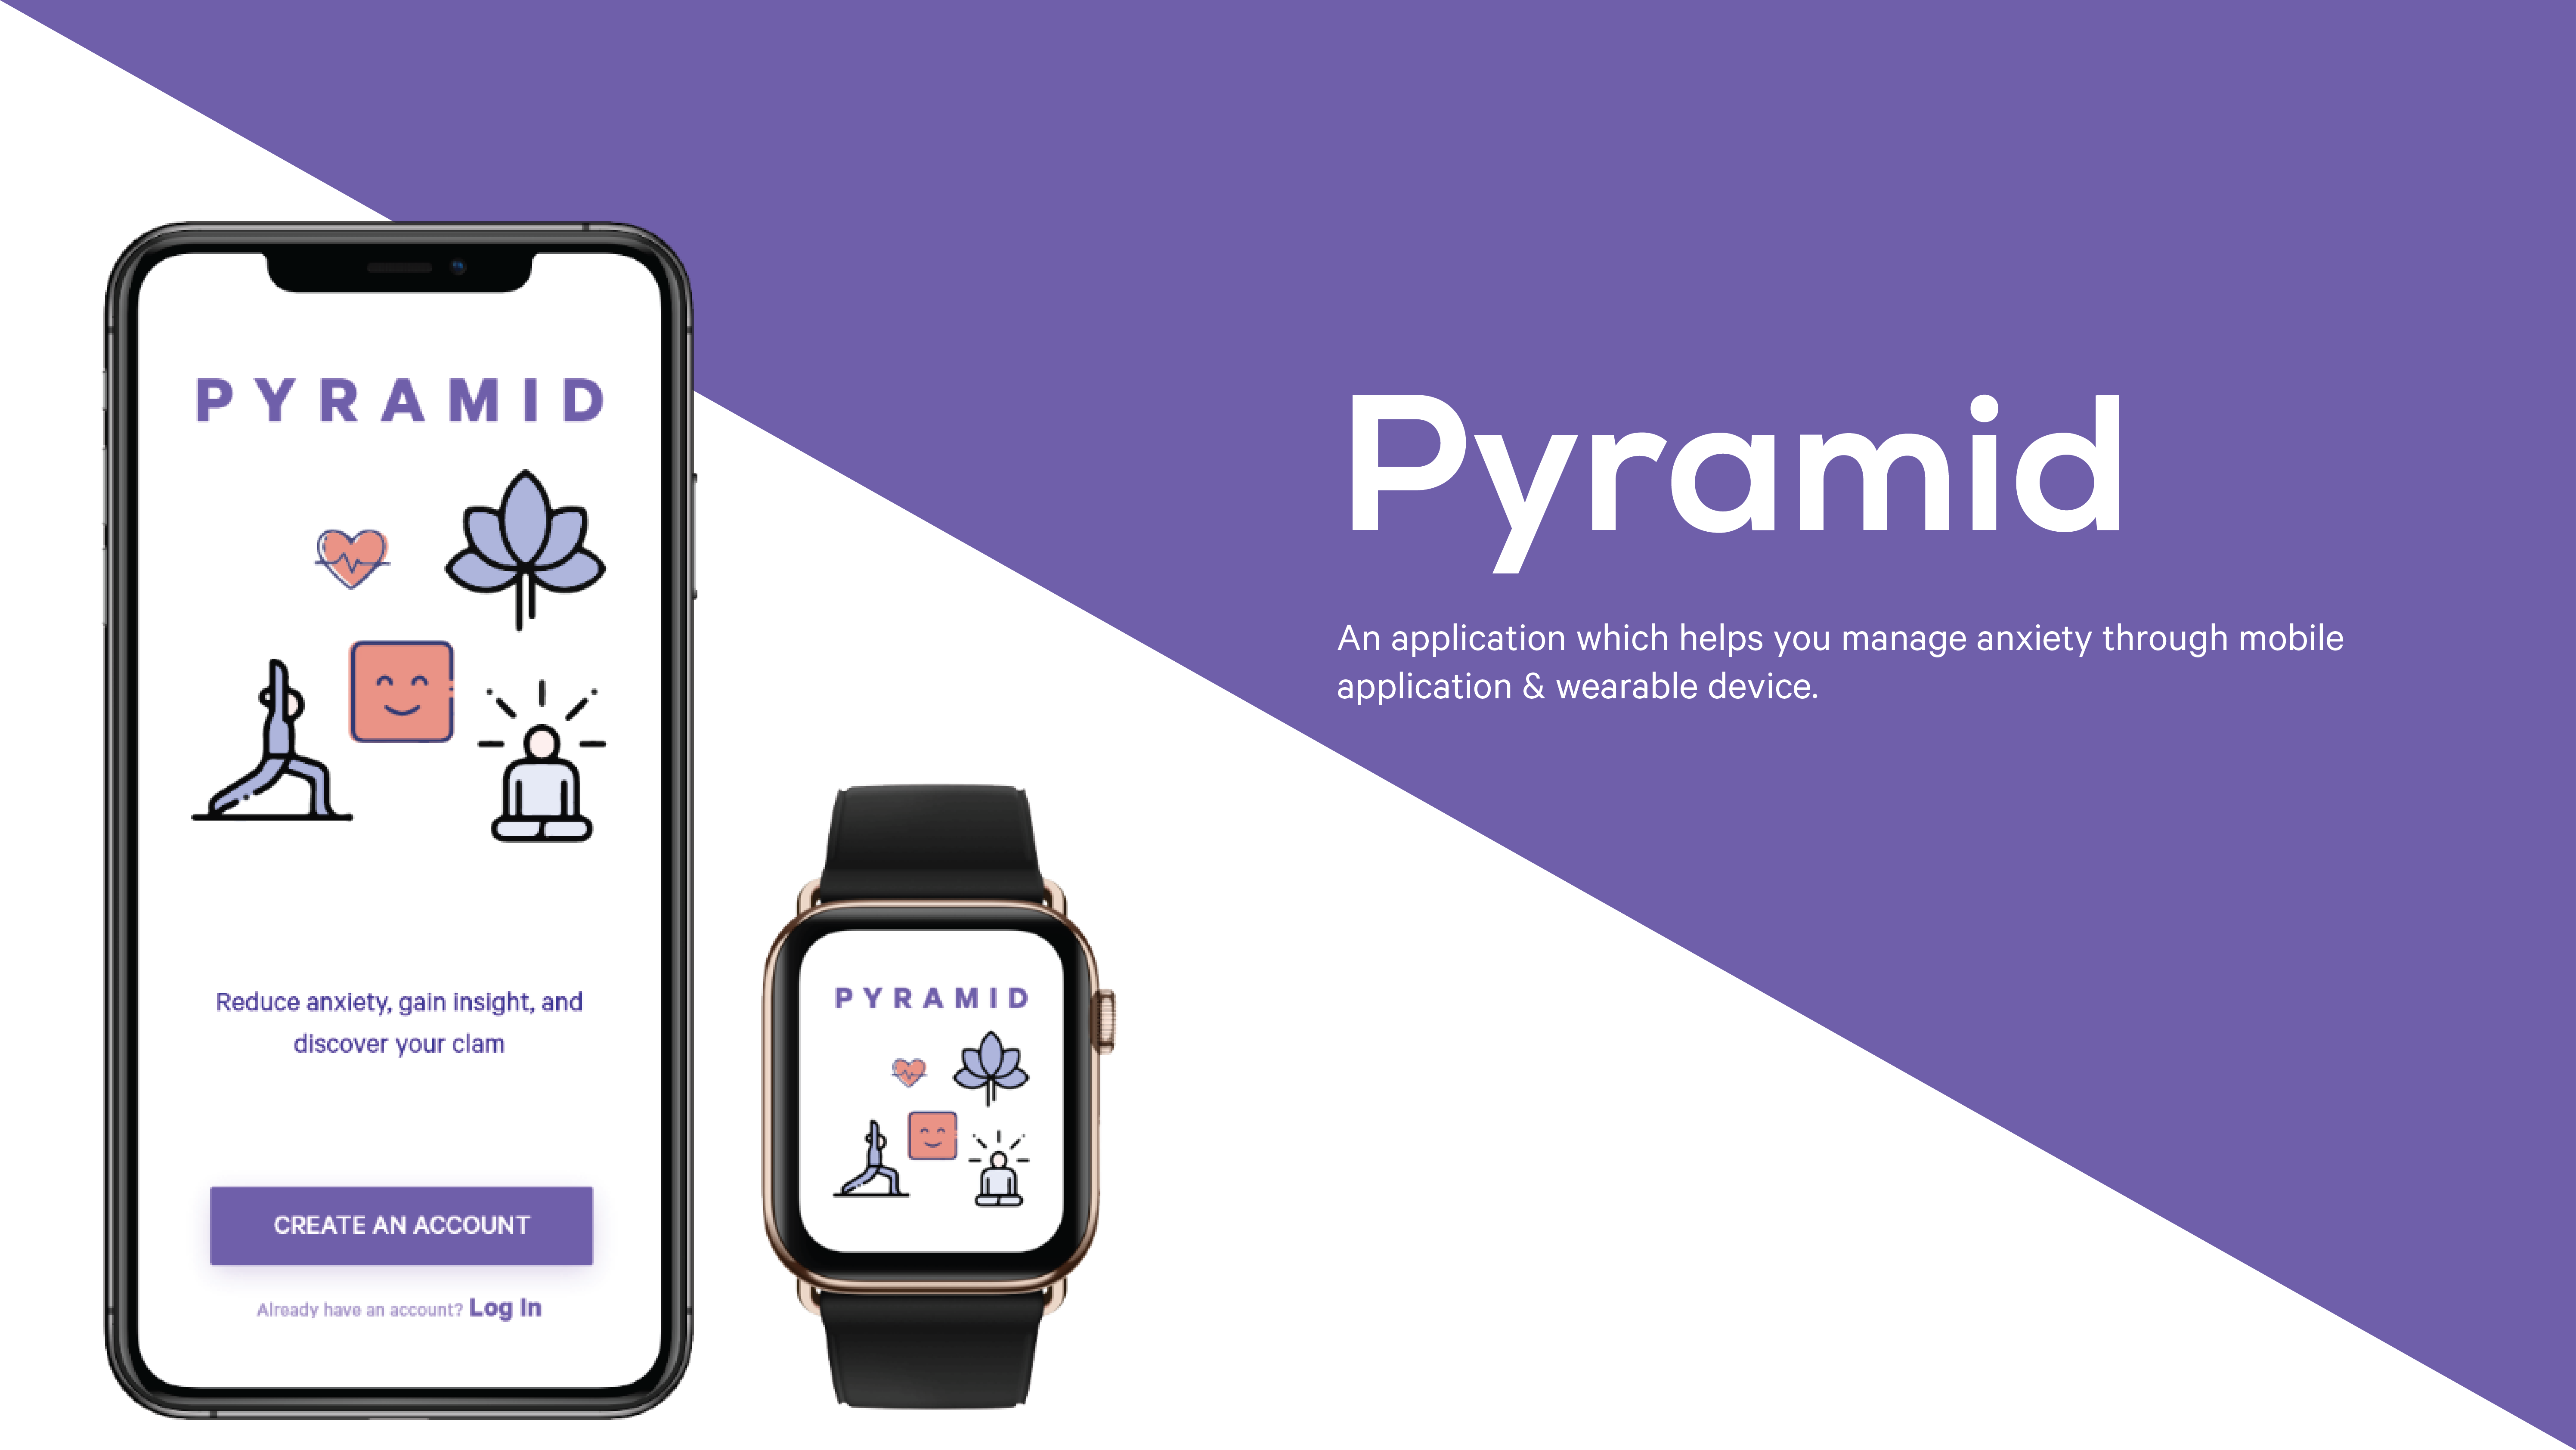 PYRAMID
Reduce anxiety, gain insight, and
discover your clam
CREATE AN ACCOUNT
Already have an account? Log In
PYRAMID
Pyramid
An application which helps you manage anxiety through mobile
application & wearable device.